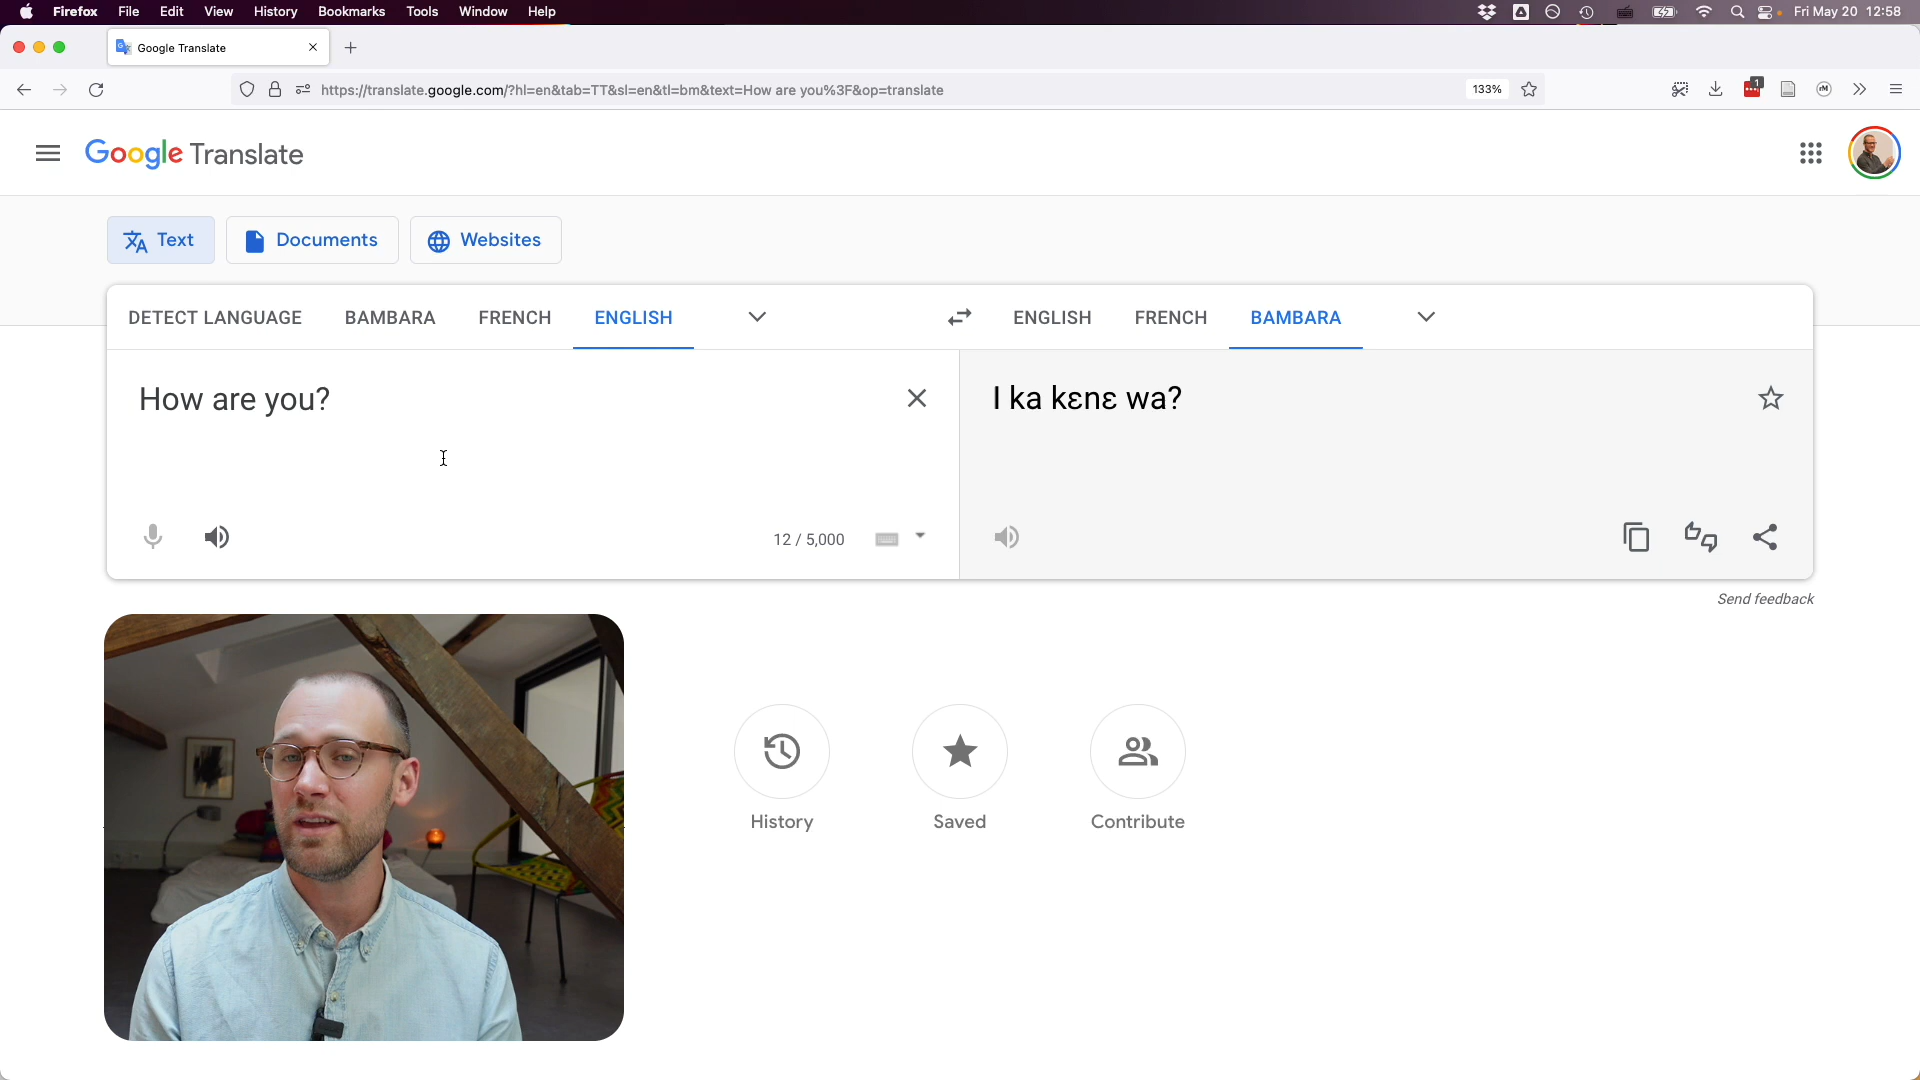 Firefox File Edit View History Bookmarks Tools Window Help Fri May 20 12:58
Google Translate
https://translate.google.com/?hl=en&tab=TT&sl=en&tl=bm&text=How are you%3F&op=translate 133% 1
Google Translate
Text Documents Websites
DETECT LANGUAGE BAMBARA FRENCH ENGLISH ENGLISH FRENCH BAMBARA
How are you? I ka kɛnɛ wa?
12 / 5,000
Send feedback
History Saved Contribute